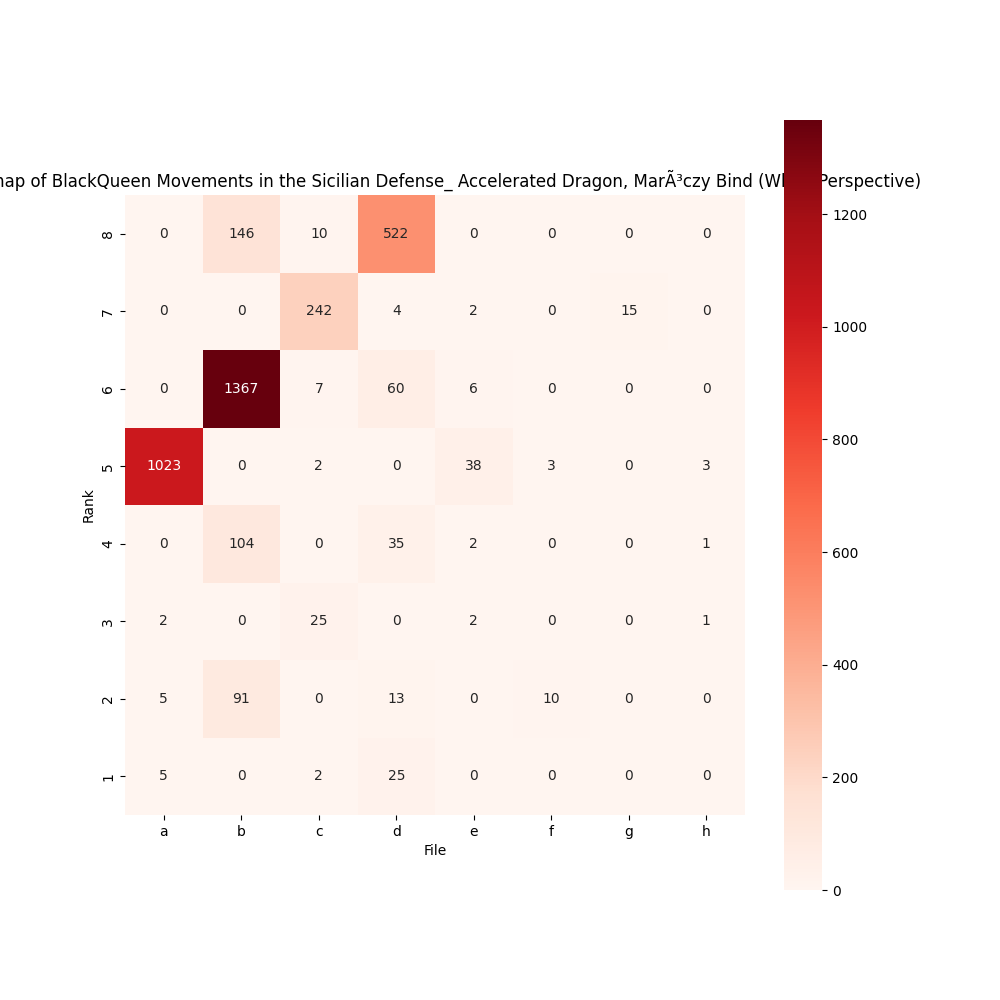 ap of BlackQueen Movements in the Sicilian Defense_ Accelerated Dragon, MarÃ³czy Bind (Wh Perspective)
8 0 146 10 522 0 0 0 0
7 0 0 242 4 2 0 15 0
6 0 1367 7 60 6 0 0 0
5 1023 0 2 0 38 3 0 3
4 0 104 0 35 2 0 0 1
3 2 0 25 0 2 0 0 1
2 5 91 0 13 0 10 0 0
1 5 0 2 25 0 0 0 0
a b c d e f g h
File
Rank
1200
1000
800
600
400
200
0